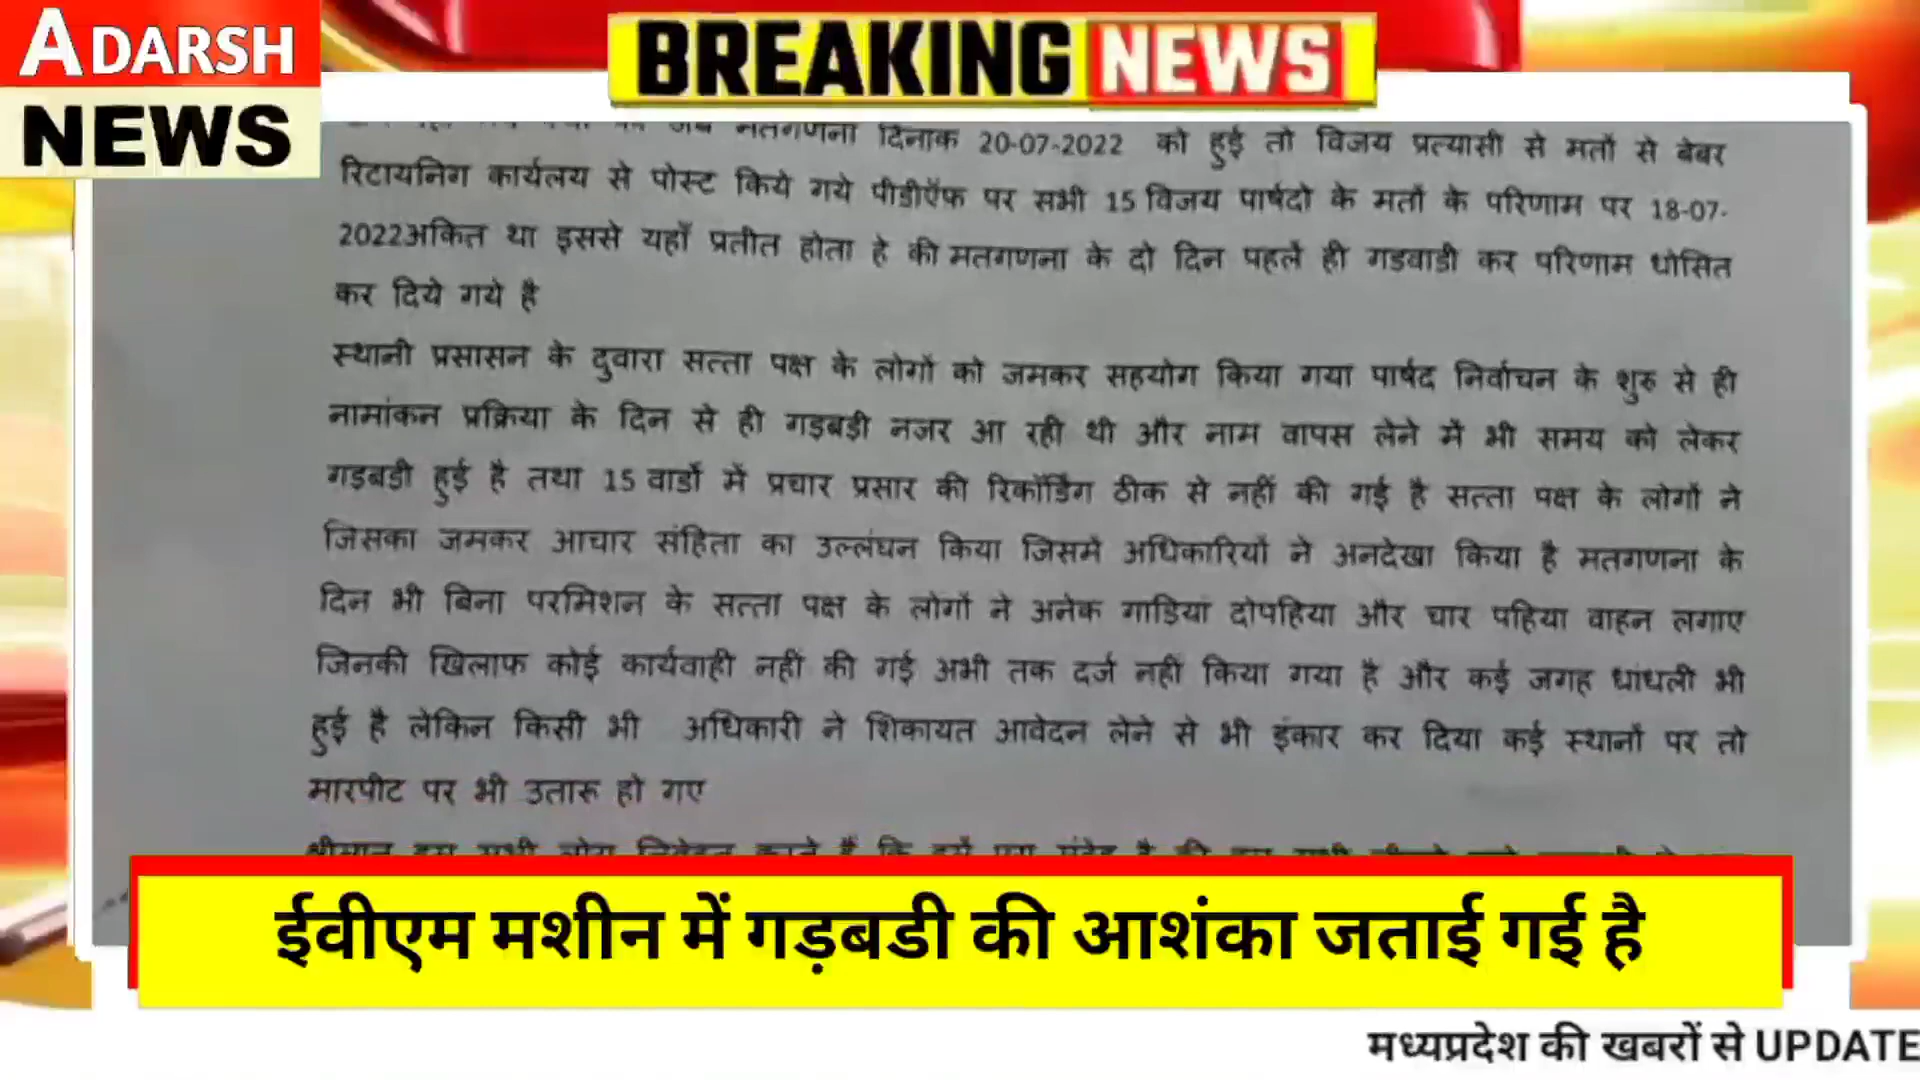 ADARSH
NEWS
BREAKING NEWS
मतगणना दिनाक 20-07-2022 को हुई तो विजय प्रत्यासी से मतों से बेबर
रिटायनिग कार्यलय से पोस्ट किये गये पीडीऍफ़ पर सभी 15 विजय पार्षदो के मतों के परिणाम पर 18-07-
2022अकित था इससे यहाँ प्रतीत होता हे की मतगणना के दो दिन पहले ही गडवाडी कर परिणाम धोसित
कर दिये गये है
स्थानी प्रसासन के दुवारा सत्ता पक्ष के लोगों को जमकर सहयोग किया गया पार्षद निर्वाचन के शुरु से ही
नामांकन प्रक्रिया के दिन से ही गड़बड़ी नजर आ रही थी और नाम वापस लेने में भी समय को लेकर
गड़बडी हुई है तथा 15 वार्डो में प्रचार प्रसार की रिकॉर्डिंग ठीक से नहीं की गई है सत्ता पक्ष के लोगों ने
जिसका जमकर आचार संहिता का उल्लंघन किया जिसमें अधिकारियों ने अनदेखा किया है मतगणना के
दिन भी बिना परमिशन के सत्ता पक्ष के लोगों ने अनेक गाडियां दोपहिया और चार पहिया वाहन लगाए
जिनकी खिलाफ कोई कार्यवाही नहीं की गई अभी तक दर्ज नहीं किया गया है और कई जगह धांधली भी
हुई है लेकिन किसी भी अधिकारी ने शिकायत आवेदन लेने से भी इंकार कर दिया कई स्थानों पर तो
मारपीट पर भी उतारू हो गए
ईवीएम मशीन में गड़बडी की आशंका जताई गई है
मध्यप्रदेश की खबरों से UPDATE